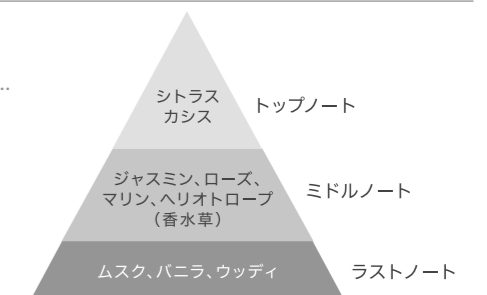 シトラス
カシス
トップノート
ジャスミン、ローズ、
マリン、ヘリオトロープ
（香水草）
ミドルノート
ムスク、バニラ、ウッディ
ラストノート